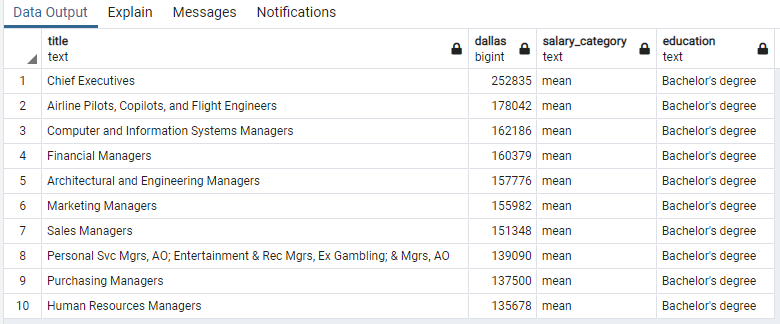 Data Output Explain Messages Notifications
title dallas salary_category education
text bigint text text
1 Chief Executives 252835 mean Bachelor's degree
2 Airline Pilots, Copilots, and Flight Engineers 178042 mean Bachelor's degree
3 Computer and Information Systems Managers 162186 mean Bachelor's degree
4 Financial Managers 160379 mean Bachelor's degree
5 Architectural and Engineering Managers 157776 mean Bachelor's degree
6 Marketing Managers 155982 mean Bachelor's degree
7 Sales Managers 151348 mean Bachelor's degree
8 Personal Svc Mgrs, AO; Entertainment & Rec Mgrs, Ex Gambling; & Mgrs, AO 139090 mean Bachelor's degree
9 Purchasing Managers 137500 mean Bachelor's degree
10 Human Resources Managers 135678 mean Bachelor's degree